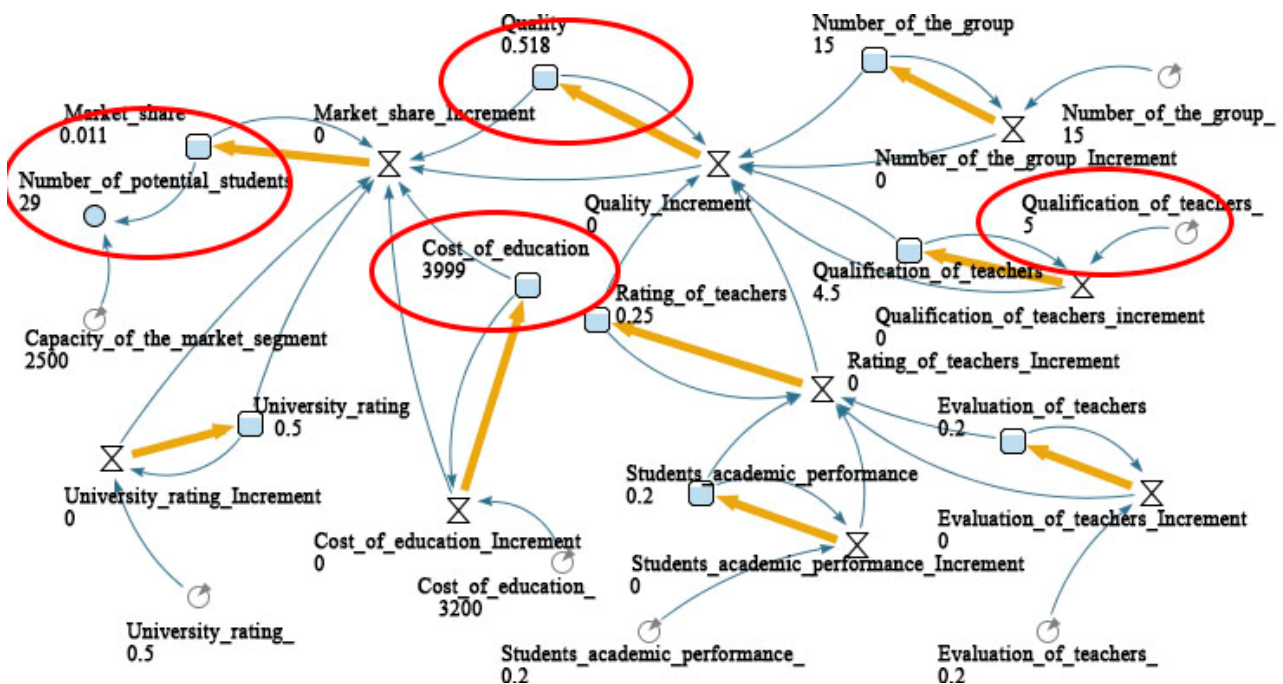 Quality
0.518
Number_of_the_group
15
Market_share
0.011
Market_share_Increment
0
Number_of_the_group_
15
Number_of_the_group_Increment
0
Number_of_potential_students
29
Quality_Increment
0
Qualification_of_teachers_
5
Cost_of_education
3999
Qualification_of_teachers
4.5
Rating_of_teachers
0.25
Qualification_of_teachers_increment
0
Capacity_of_the_market_segment
2500
Rating_of_teachers_Increment
0
University_rating
0.5
Evaluation_of_teachers
0.2
Students_academic_performance
0.2
University_rating_Increment
0
Evaluation_of_teachers_Increment
0
Cost_of_education_Increment
0
Students_academic_performance_Increment
0
Cost_of_education_
3200
University_rating_
0.5
Students_academic_performance_
0.2
Evaluation_of_teachers_
0.2